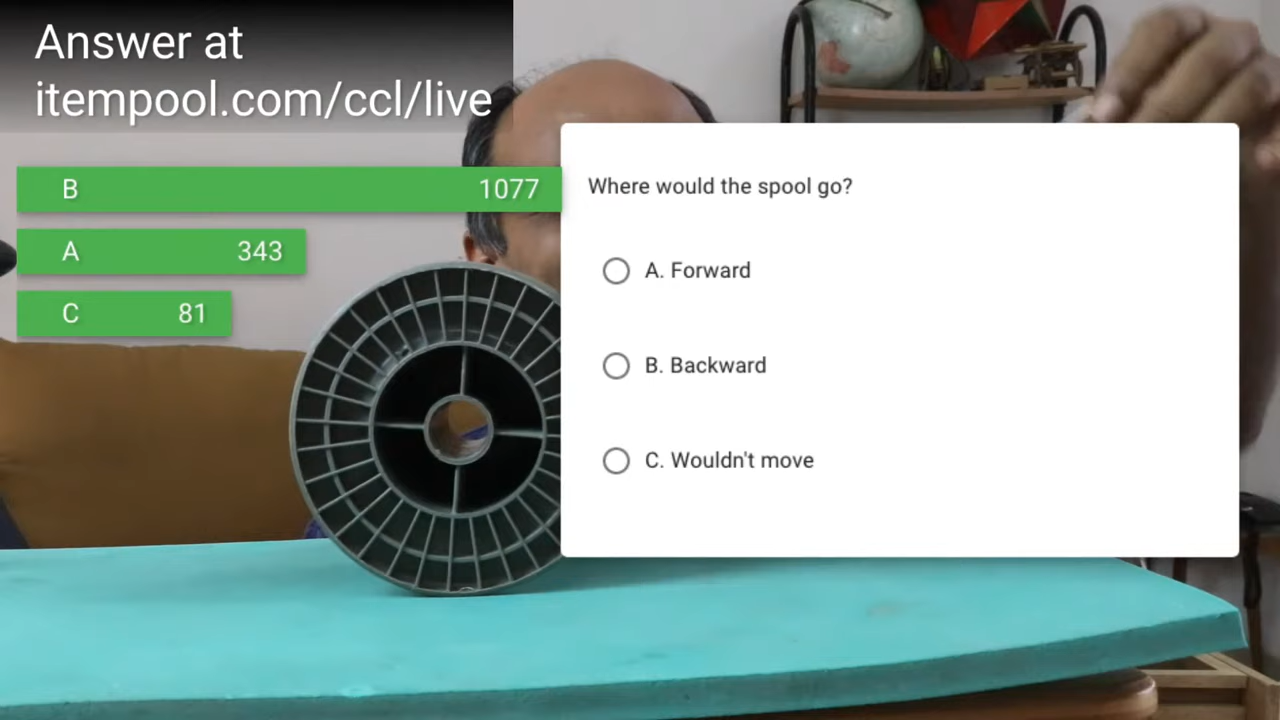 Answer at
itempool.com/ccl/live
B 1077
A 343
C 81
Where would the spool go?
A. Forward
B. Backward
C. Wouldn't move